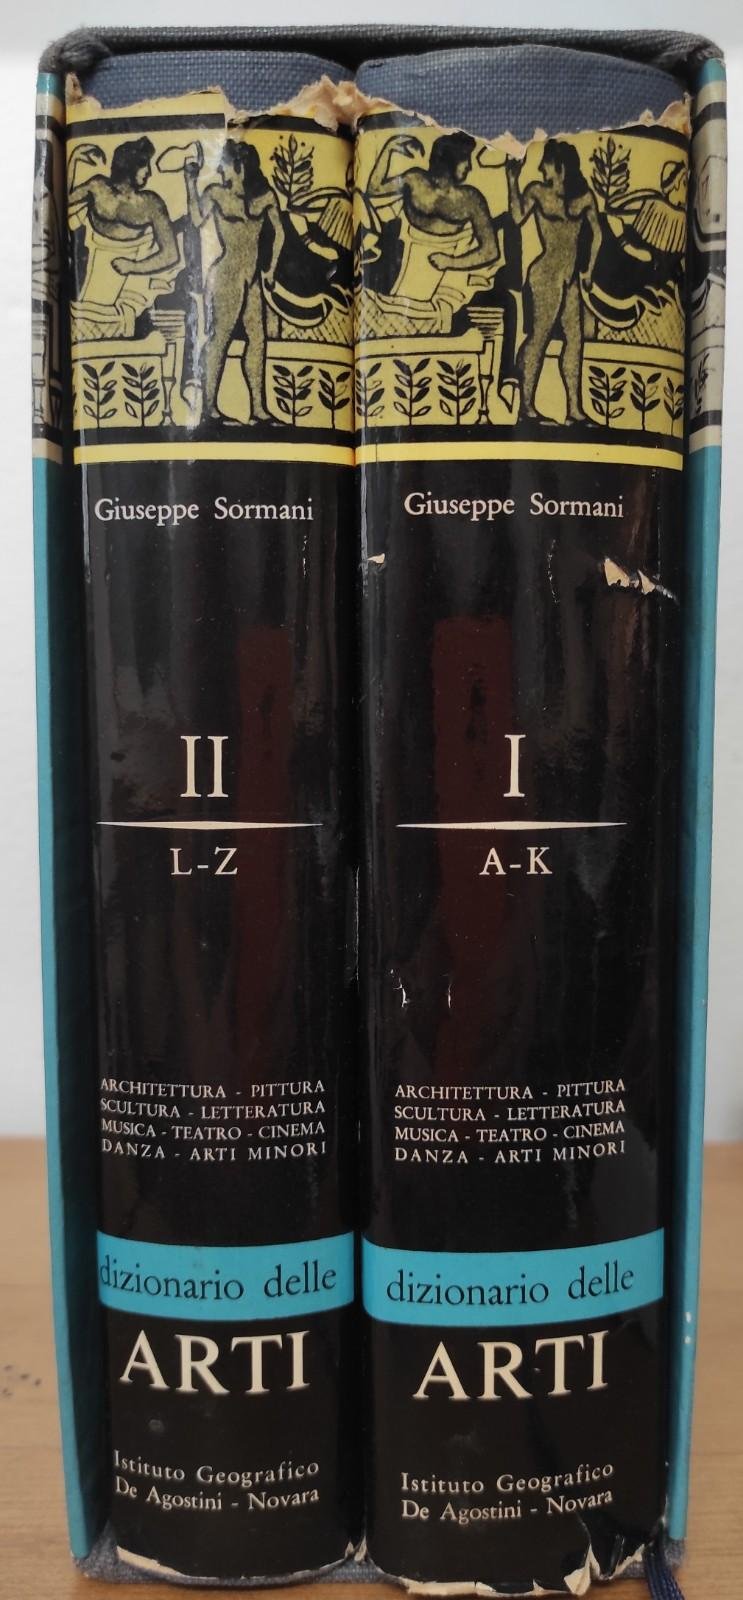 Giuseppe Sormani
II
L-Z
ARCHITETTURA - PITTURA
SCULTURA - LETTERATURA
MUSICA - TEATRO - CINEMA
DANZA - ARTI MINORI
dizionario delle
ARTI
Istituto Geografico
De Agostini - Novara
Giuseppe Sormani
I
A-K
ARCHITETTURA - PITTURA
SCULTURA - LETTERATURA
MUSICA - TEATRO - CINEMA
DANZA - ARTI MINORI
dizionario delle
ARTI
Istituto Geografico
De Agostini - Novara